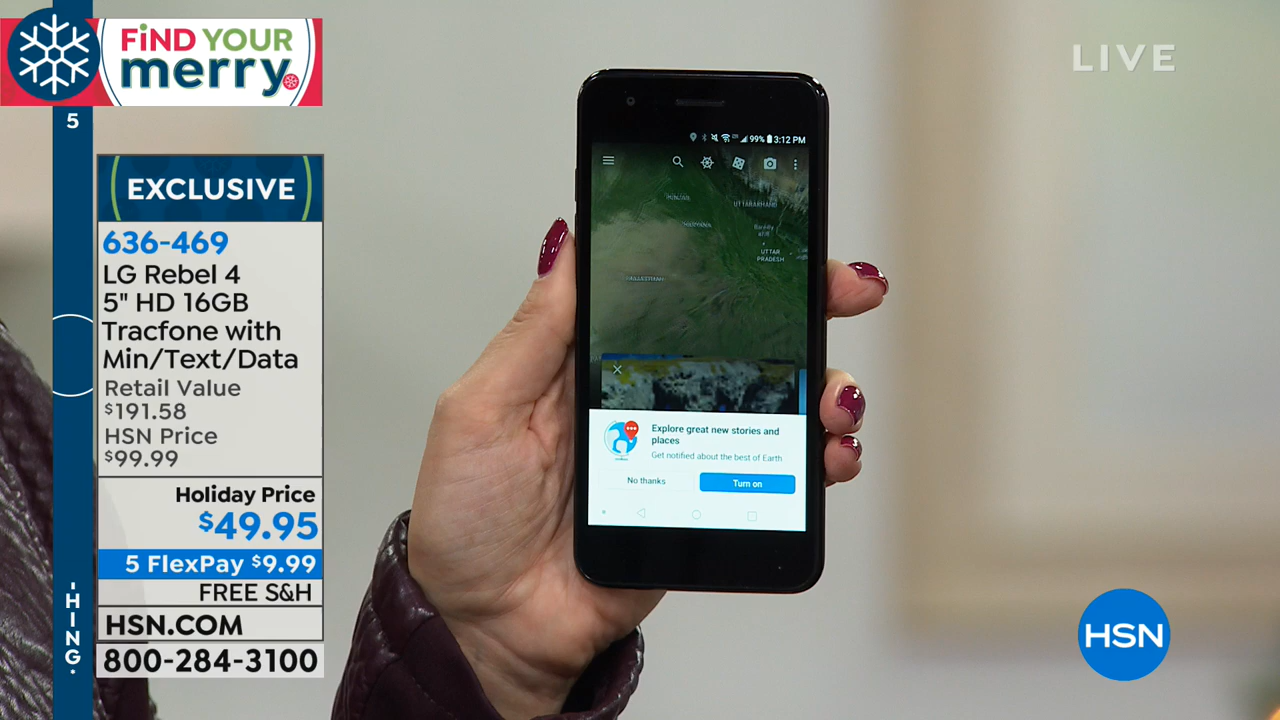 FiND YOUR
merry.
5
EXCLUSIVE
636-469
LG Rebel 4
5" HD 16GB
Tracfone with
Min/Text/Data
Retail Value
$191.58
HSN Price
$99.99
Holiday Price
$49.95
5 FlexPay $9.99
FREE S&H
HSN.COM
800-284-3100
HING.
LIVE
99% 3:12 PM
UTTARAKHAND
UTTAR
PRADESH
Explore great new stories and
places
Get notified about the best of Earth
No thanks
Turn on
HSN